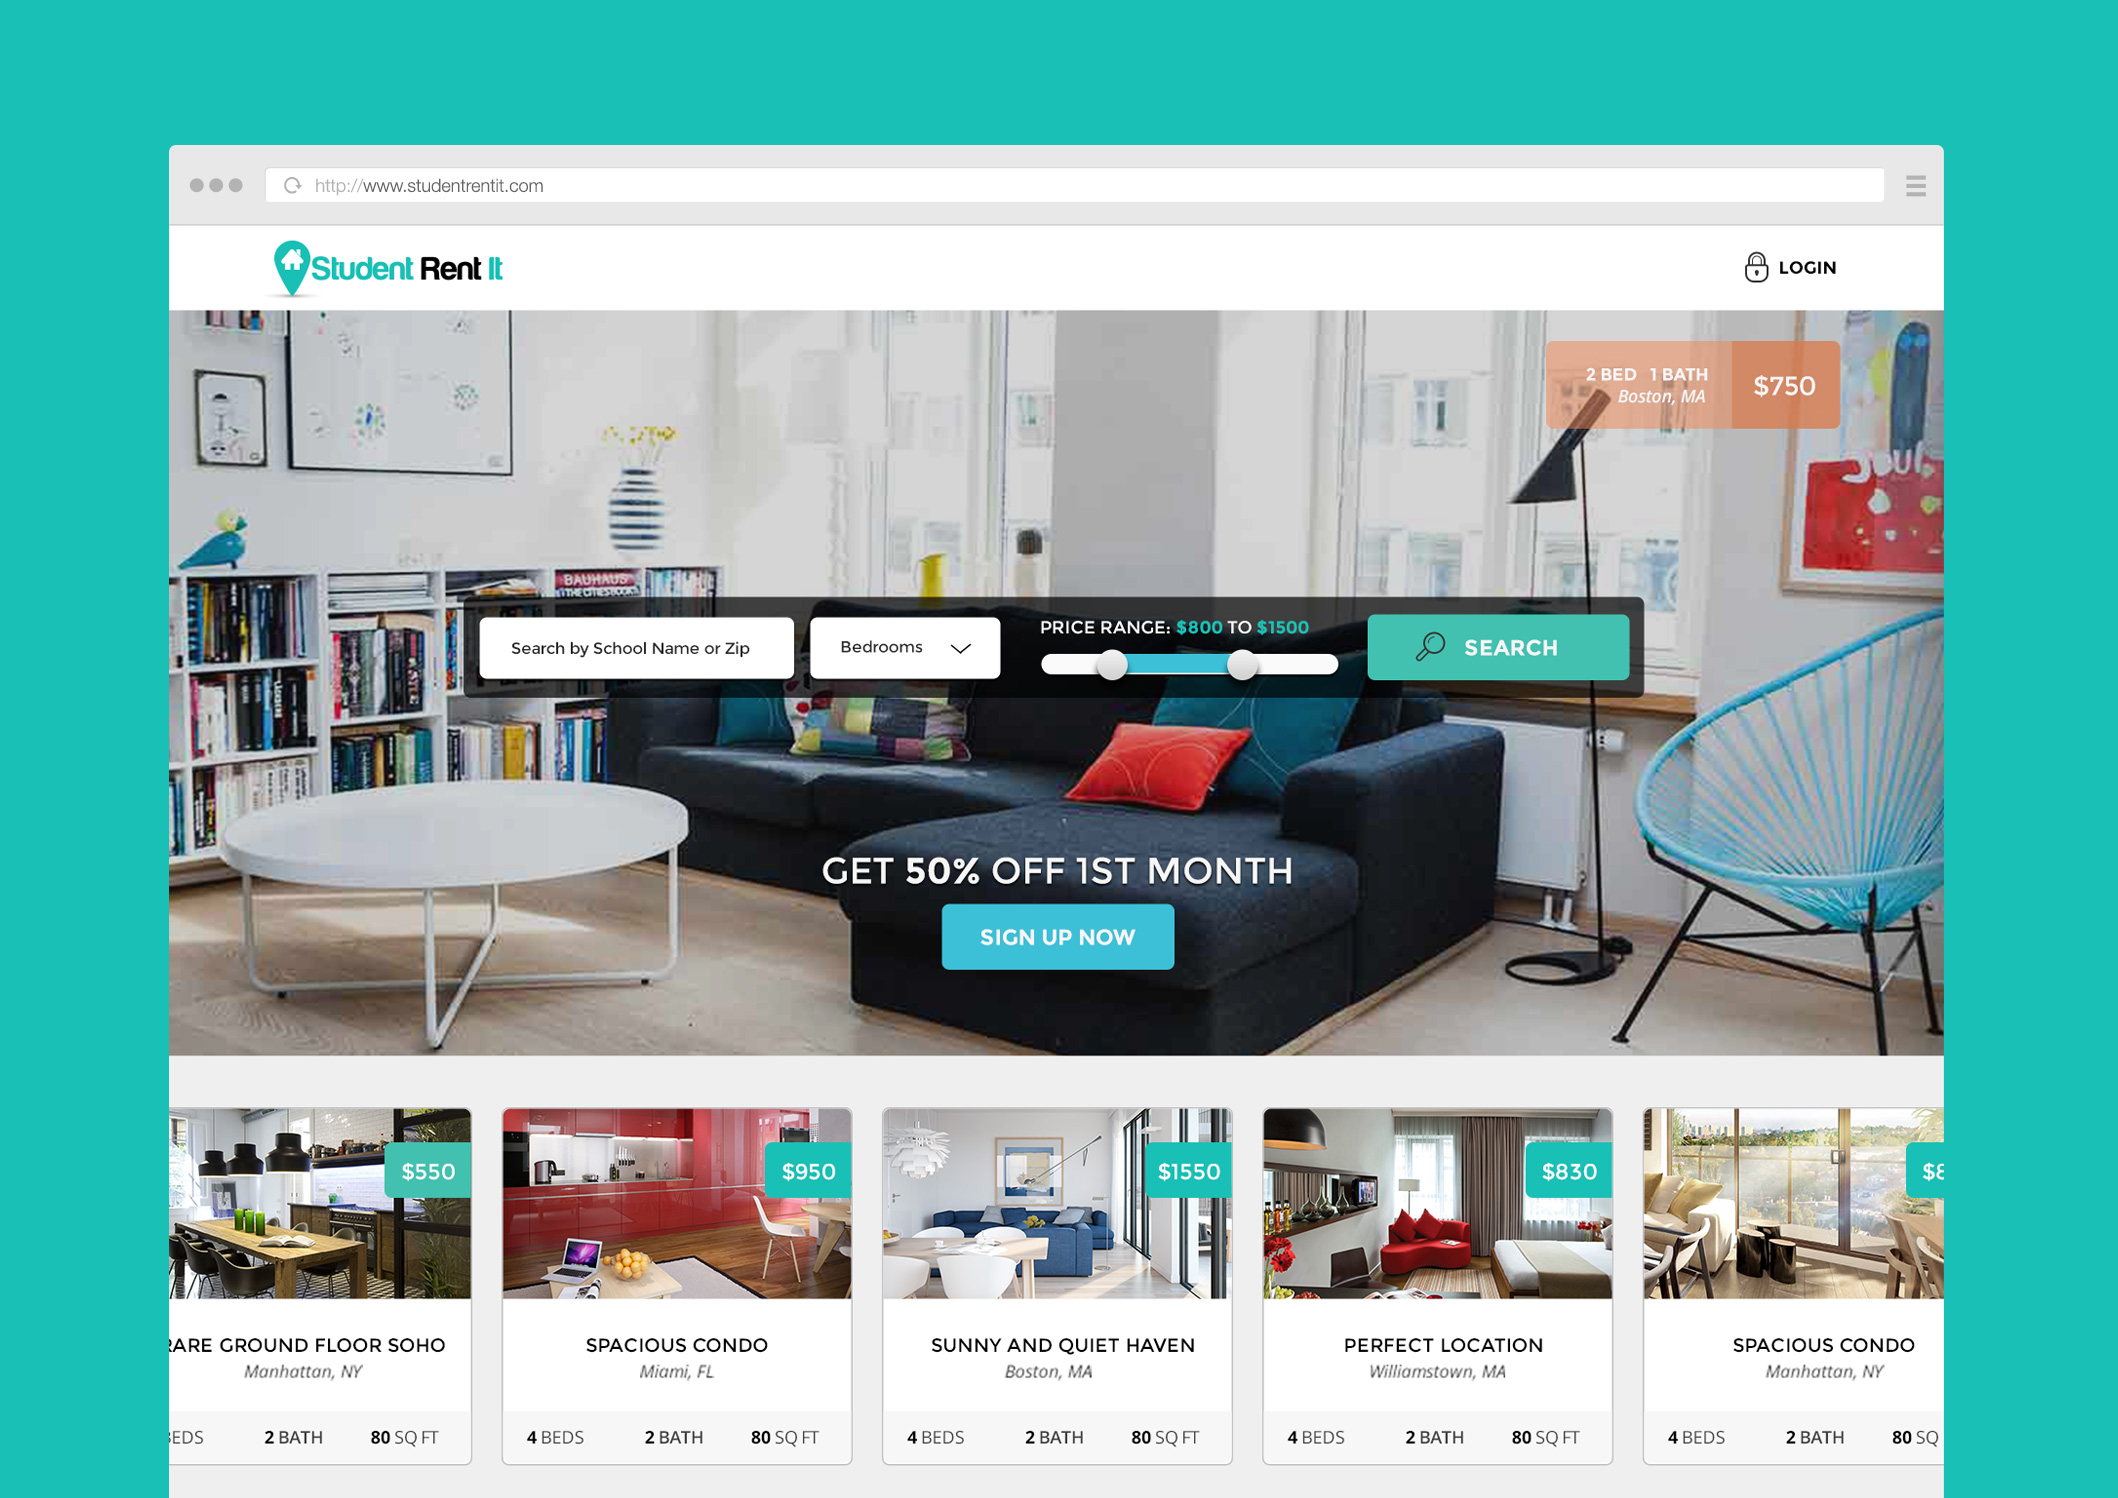 http://www.studentrentit.com
Student Rent It
LOGIN
2 BED 1 BATH
Boston, MA
$750
BAUHAUS
Search by School Name or Zip
Bedrooms
PRICE RANGE: $800 TO $1500
SEARCH
GET 50% OFF 1ST MONTH
SIGN UP NOW
$550
$950
$1550
$830
RARE GROUND FLOOR SOHO
Manhattan, NY
SPACIOUS CONDO
Miami, FL
SUNNY AND QUIET HAVEN
Boston, MA
PERFECT LOCATION
Williamstown, MA
SPACIOUS CONDO
Manhattan, NY
BEDS 2 BATH 80 SQ FT
4 BEDS 2 BATH 80 SQ FT
4 BEDS 2 BATH 80 SQ FT
4 BEDS 2 BATH 80 SQ FT
4 BEDS 2 BATH 80 SQ